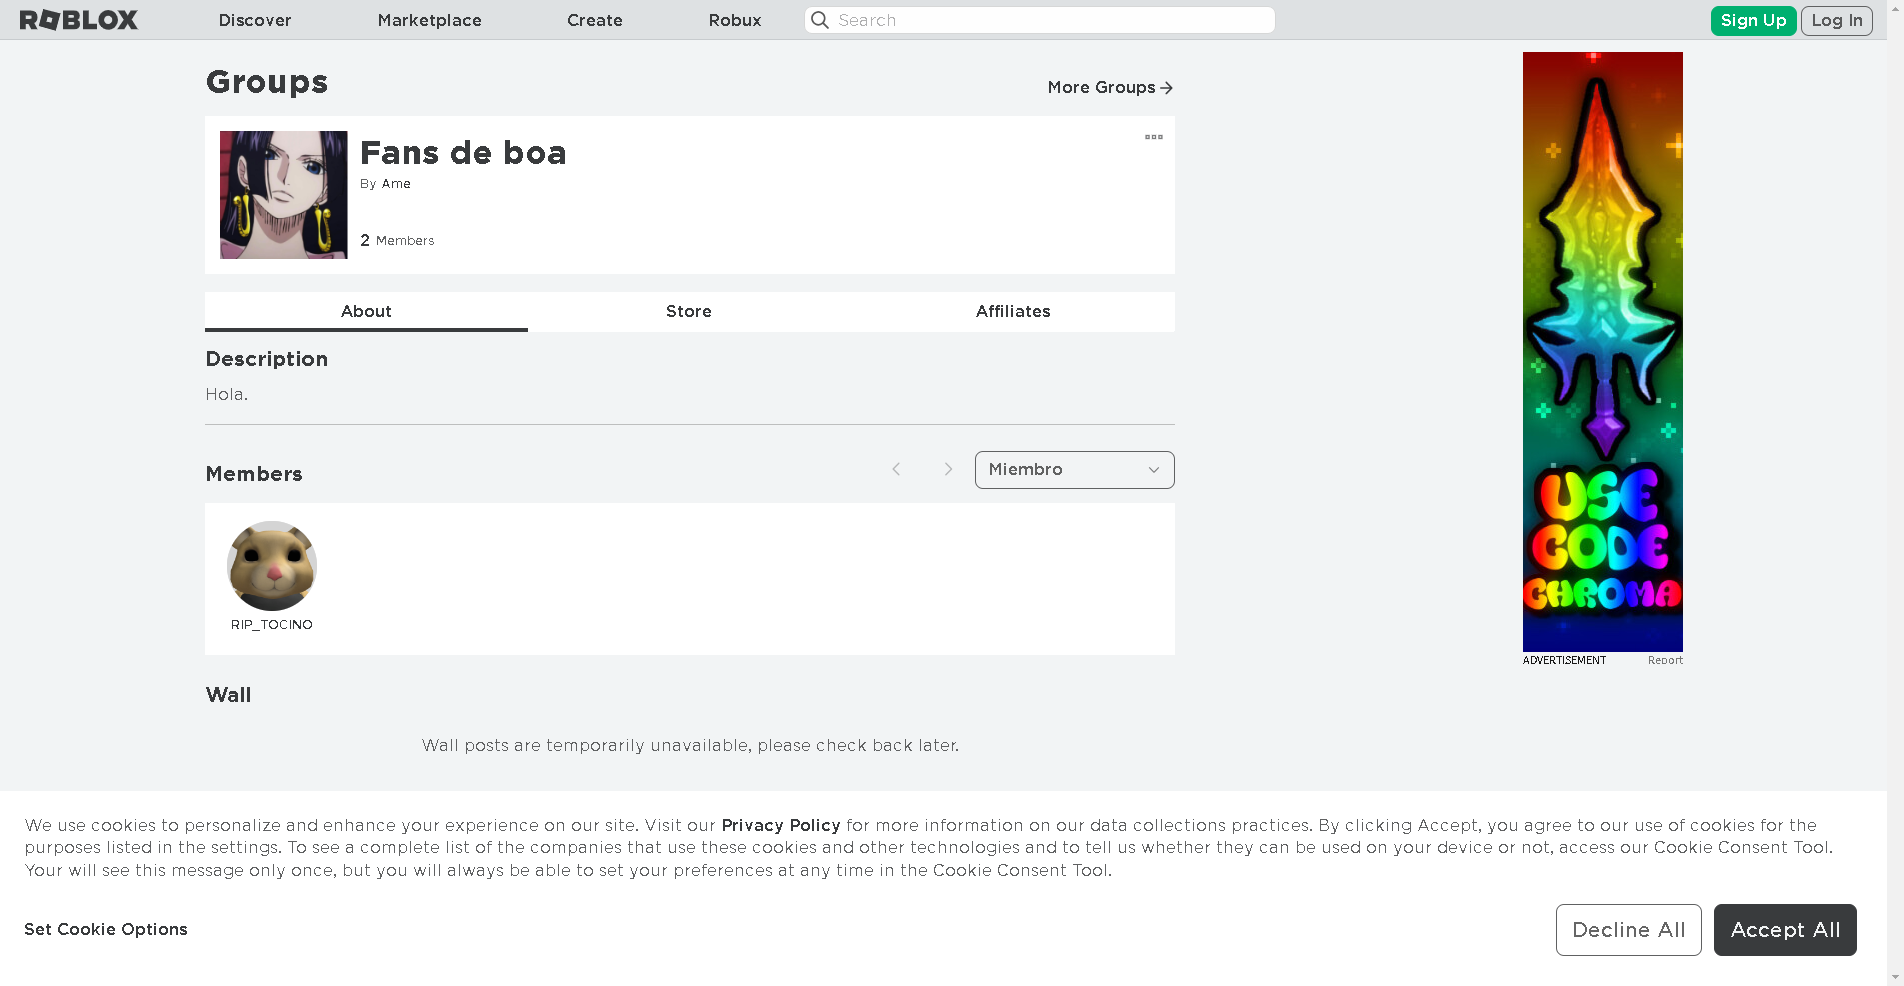 ROBLOX
Discover
Marketplace
Create
Robux
Search
Sign Up
Log In
Groups
More Groups
Fans de boa
By Ame
2 Members
About
Store
Affiliates
Description
Hola.
Members
Miembro
RIP_TOCINO
Wall
Wall posts are temporarily unavailable, please check back later.
USE
CODE
CHROMA
ADVERTISEMENT
Report
We use cookies to personalize and enhance your experience on our site. Visit our Privacy Policy for more information on our data collections practices. By clicking Accept, you agree to our use of cookies for the
purposes listed in the settings. To see a complete list of the companies that use these cookies and other technologies and to tell us whether they can be used on your device or not, access our Cookie Consent Tool.
Your will see this message only once, but you will always be able to set your preferences at any time in the Cookie Consent Tool.
Set Cookie Options
Decline All
Accept All